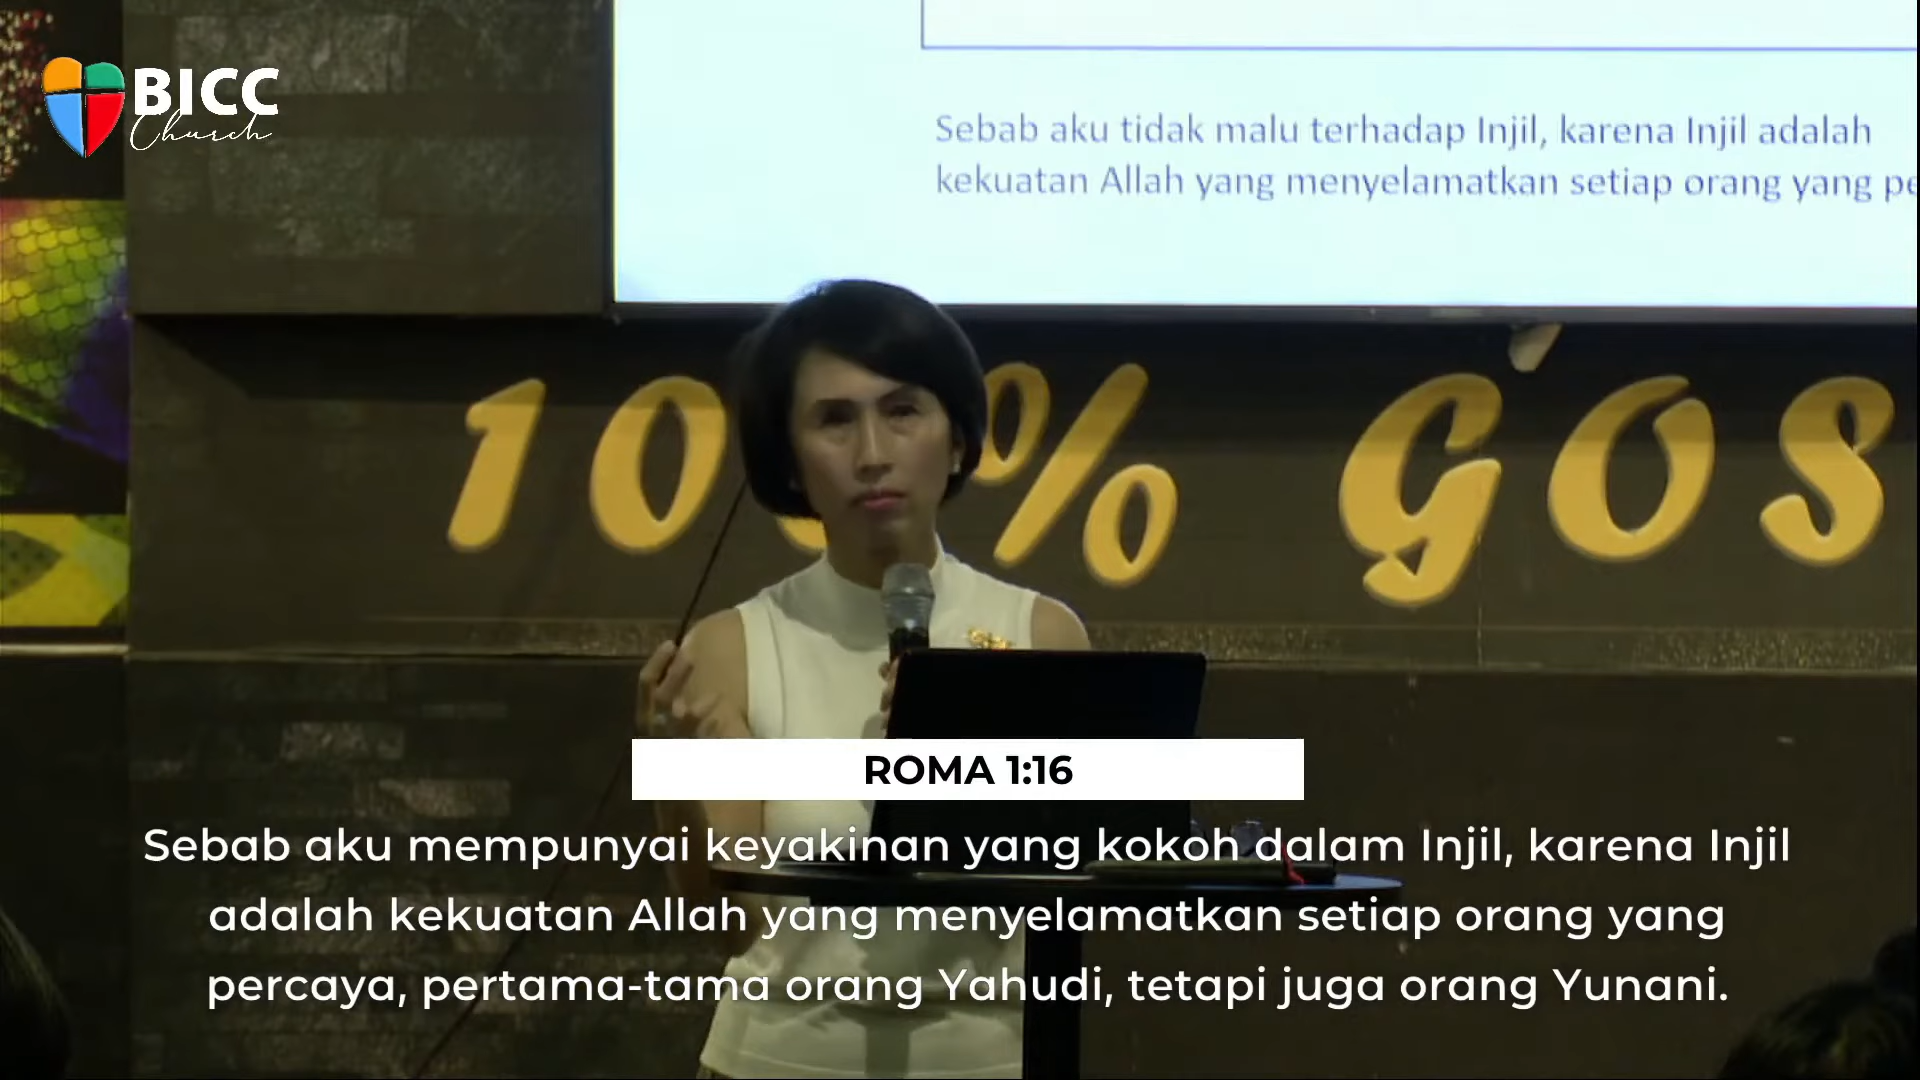 BICC
Church
Sebab aku tidak malu terhadap Injil, karena Injil adalah
kekuatan Allah yang menyelamatkan setiap orang yang
% GOS
ROMA 1:16
Sebab aku mempunyai keyakinan yang kokoh dalam Injil, karena Injil
adalah kekuatan Allah yang menyelamatkan setiap orang yang
percaya, pertama-tama orang Yahudi, tetapi juga orang Yunani.